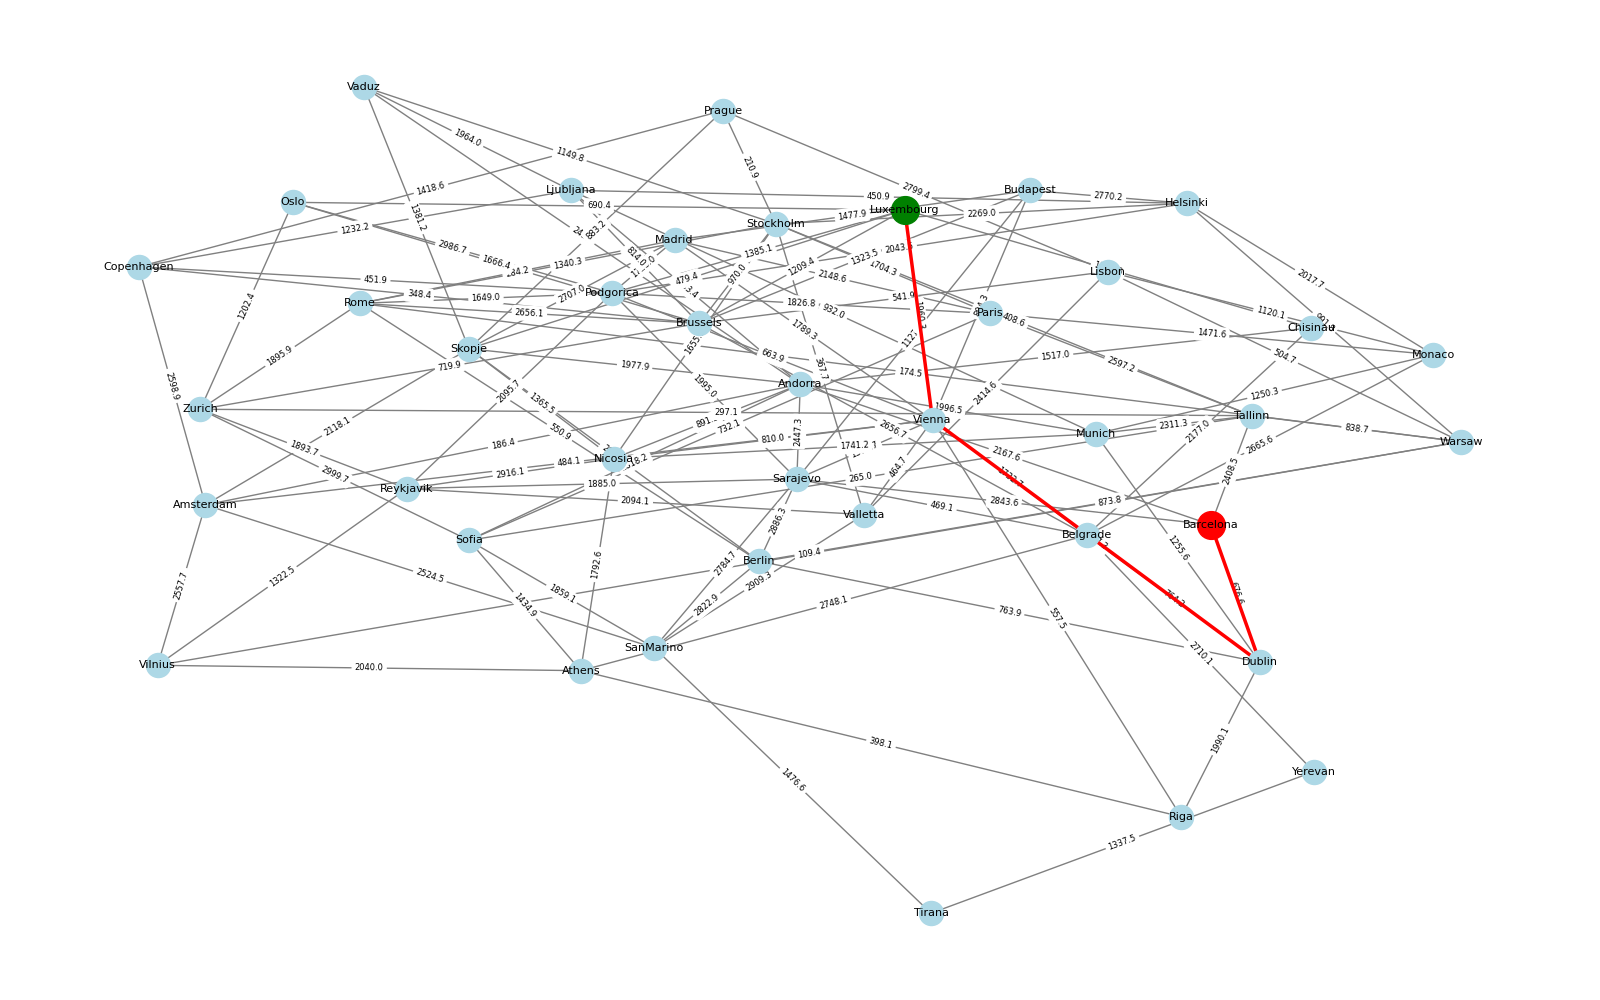 Vaduz
Prague
1964.0
1149.8
210.9
1418.6
2799.4
Ljubljana
450.9
Budapest
2770.2
Oslo
690.4
Luxembourg
Helsinki
1381.2
1232.2
1477.9
2269.0
Stockholm
883.2
Madrid
2986.7
1666.4
1385.1
1323.5
Copenhagen
1340.3
1209.4
970.0
2148.6
1704.3
Lisbon
2017.7
451.9
479.4
348.4
1649.0
2707.0
Podgorica
541.9
Rome
1826.8
932.0
1202.4
2656.1
Brussels
Paris
408.6
1120.1
Chisinau
1789.3
1471.6
Skopje
663.9
1517.0
504.7
Monaco
1895.9
719.9
1977.9
367.7
174.5
2597.2
2598.9
1995.0
Andorra
2095.7
2414.6
1250.3
Zurich
1365.5
297.1
1996.5
Tallinn
2118.1
550.9
732.1
Vienna
2656.7
2311.3
838.7
186.4
2447.3
810.0
1741.2
Munich
2177.0
Warsaw
1893.7
2665.6
2916.1
484.1
Nicosia
2167.6
2999.7
464.7
2408.5
1885.0
Sarajevo
265.0
Reykjavik
2094.1
2843.6
873.8
Amsterdam
469.1
Valletta
2886.3
Barcelona
Sofia
Belgrade
1255.6
109.4
Berlin
1792.6
2784.7
1322.5
2524.5
2557.7
2909.3
1859.1
676.6
1434.9
2822.9
2748.1
763.9
557.5
SanMarino
2710.1
Vilnius
2040.0
Athens
Dublin
398.1
1990.1
1476.6
Yerevan
Riga
1337.5
Tirana